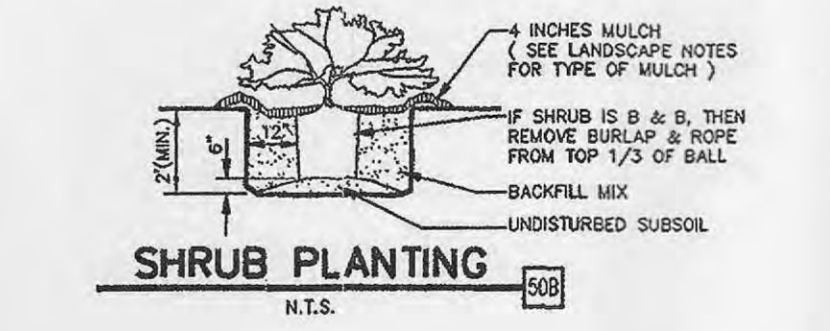 4 INCHES MULCH
( SEE LANDSCAPE NOTES
FOR TYPE OF MULCH )
IF SHRUB IS B & B, THEN
REMOVE BURLAP & ROPE
FROM TOP 1/3 OF BALL
BACKFILL MIX
UNDISTURBED SUBSOIL
2'(MIN.)
6"
12"
SHRUB PLANTING
50B
N.T.S.